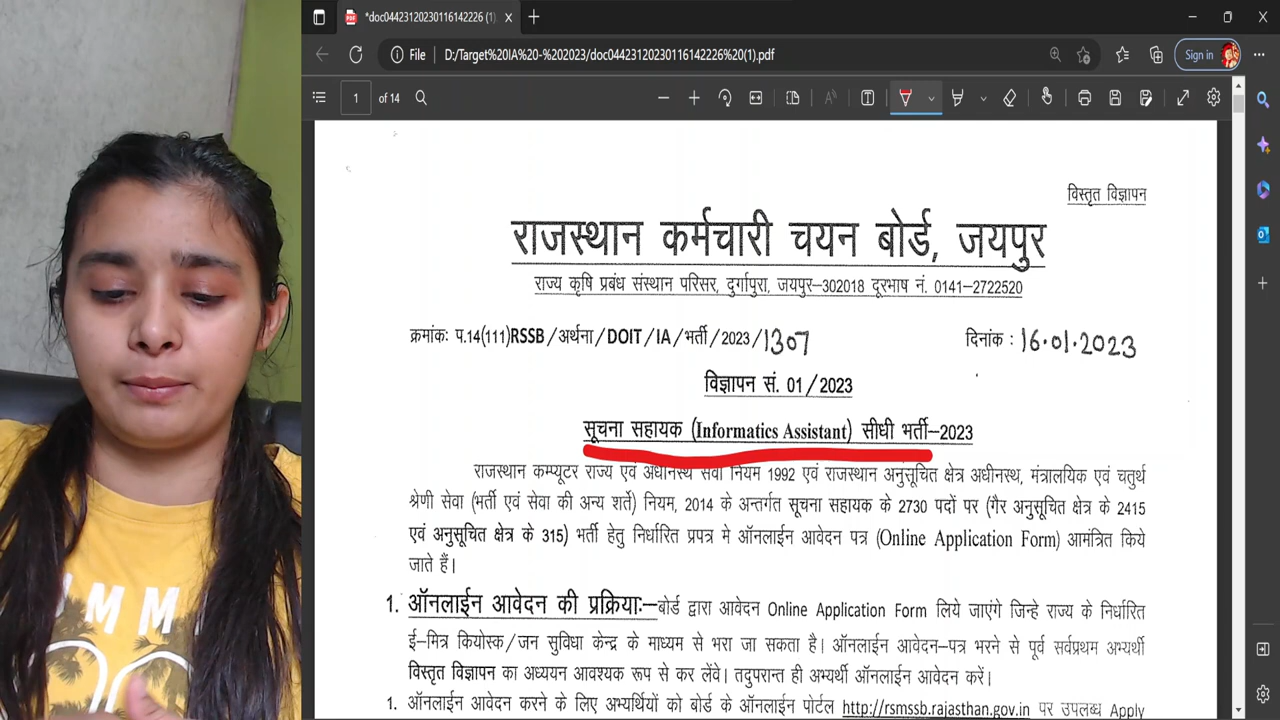 *doc04423120230116142226 (1)
File D:/Target%20IA%20-%202023/doc04423120230116142226%20(1).pdf
Sign in
1 of 14
विस्तृत विज्ञापन
राजस्थान कर्मचारी चयन बोर्ड, जयपुर
राज्य कृषि प्रबंध संस्थान परिसर, दुर्गापुरा, जयपुर–302018 दूरभाष नं. 0141–2722520
क्रमांकः प.14(111)RSSB/अर्थना/DOIT/IA/भर्ती/2023/1307 दिनांक : 16.01.2023
विज्ञापन सं. 01/2023
सूचना सहायक (Informatics Assistant) सीधी भर्ती–2023
राजस्थान कम्प्यूटर राज्य एवं अधीनस्थ सेवा नियम 1992 एवं राजस्थान अनुसूचित क्षेत्र अधीनस्थ, मंत्रालयिक एवं चतुर्थ
श्रेणी सेवा (भर्ती एवं सेवा की अन्य शर्ते) नियम, 2014 के अन्तर्गत सूचना सहायक के 2730 पदों पर (गैर अनुसूचित क्षेत्र के 2415
एवं अनुसूचित क्षेत्र के 315) भर्ती हेतु निर्धारित प्रपत्र मे ऑनलाईन आवेदन पत्र (Online Application Form) आमंत्रित किये
जाते हैं।
1. ऑनलाईन आवेदन की प्रक्रियाः–बोर्ड द्वारा आवेदन Online Application Form लिये जाएंगे जिन्हे राज्य के निर्धारित
ई–मित्र कियोस्क/जन सुविधा केन्द्र के माध्यम से भरा जा सकता है। ऑनलाईन आवेदन–पत्र भरने से पूर्व सर्वप्रथम अभ्यर्थी
विस्तृत विज्ञापन का अध्ययन आवश्यक रूप से कर लेंवे। तदुपरान्त ही अभ्यर्थी ऑनलाईन आवेदन करें।
1. ऑनलाईन आवेदन करने के लिए अभ्यर्थियों को बोर्ड के ऑनलाईन पोर्टल http://rsmssb.rajasthan.gov.in पर उपलब्ध Apply